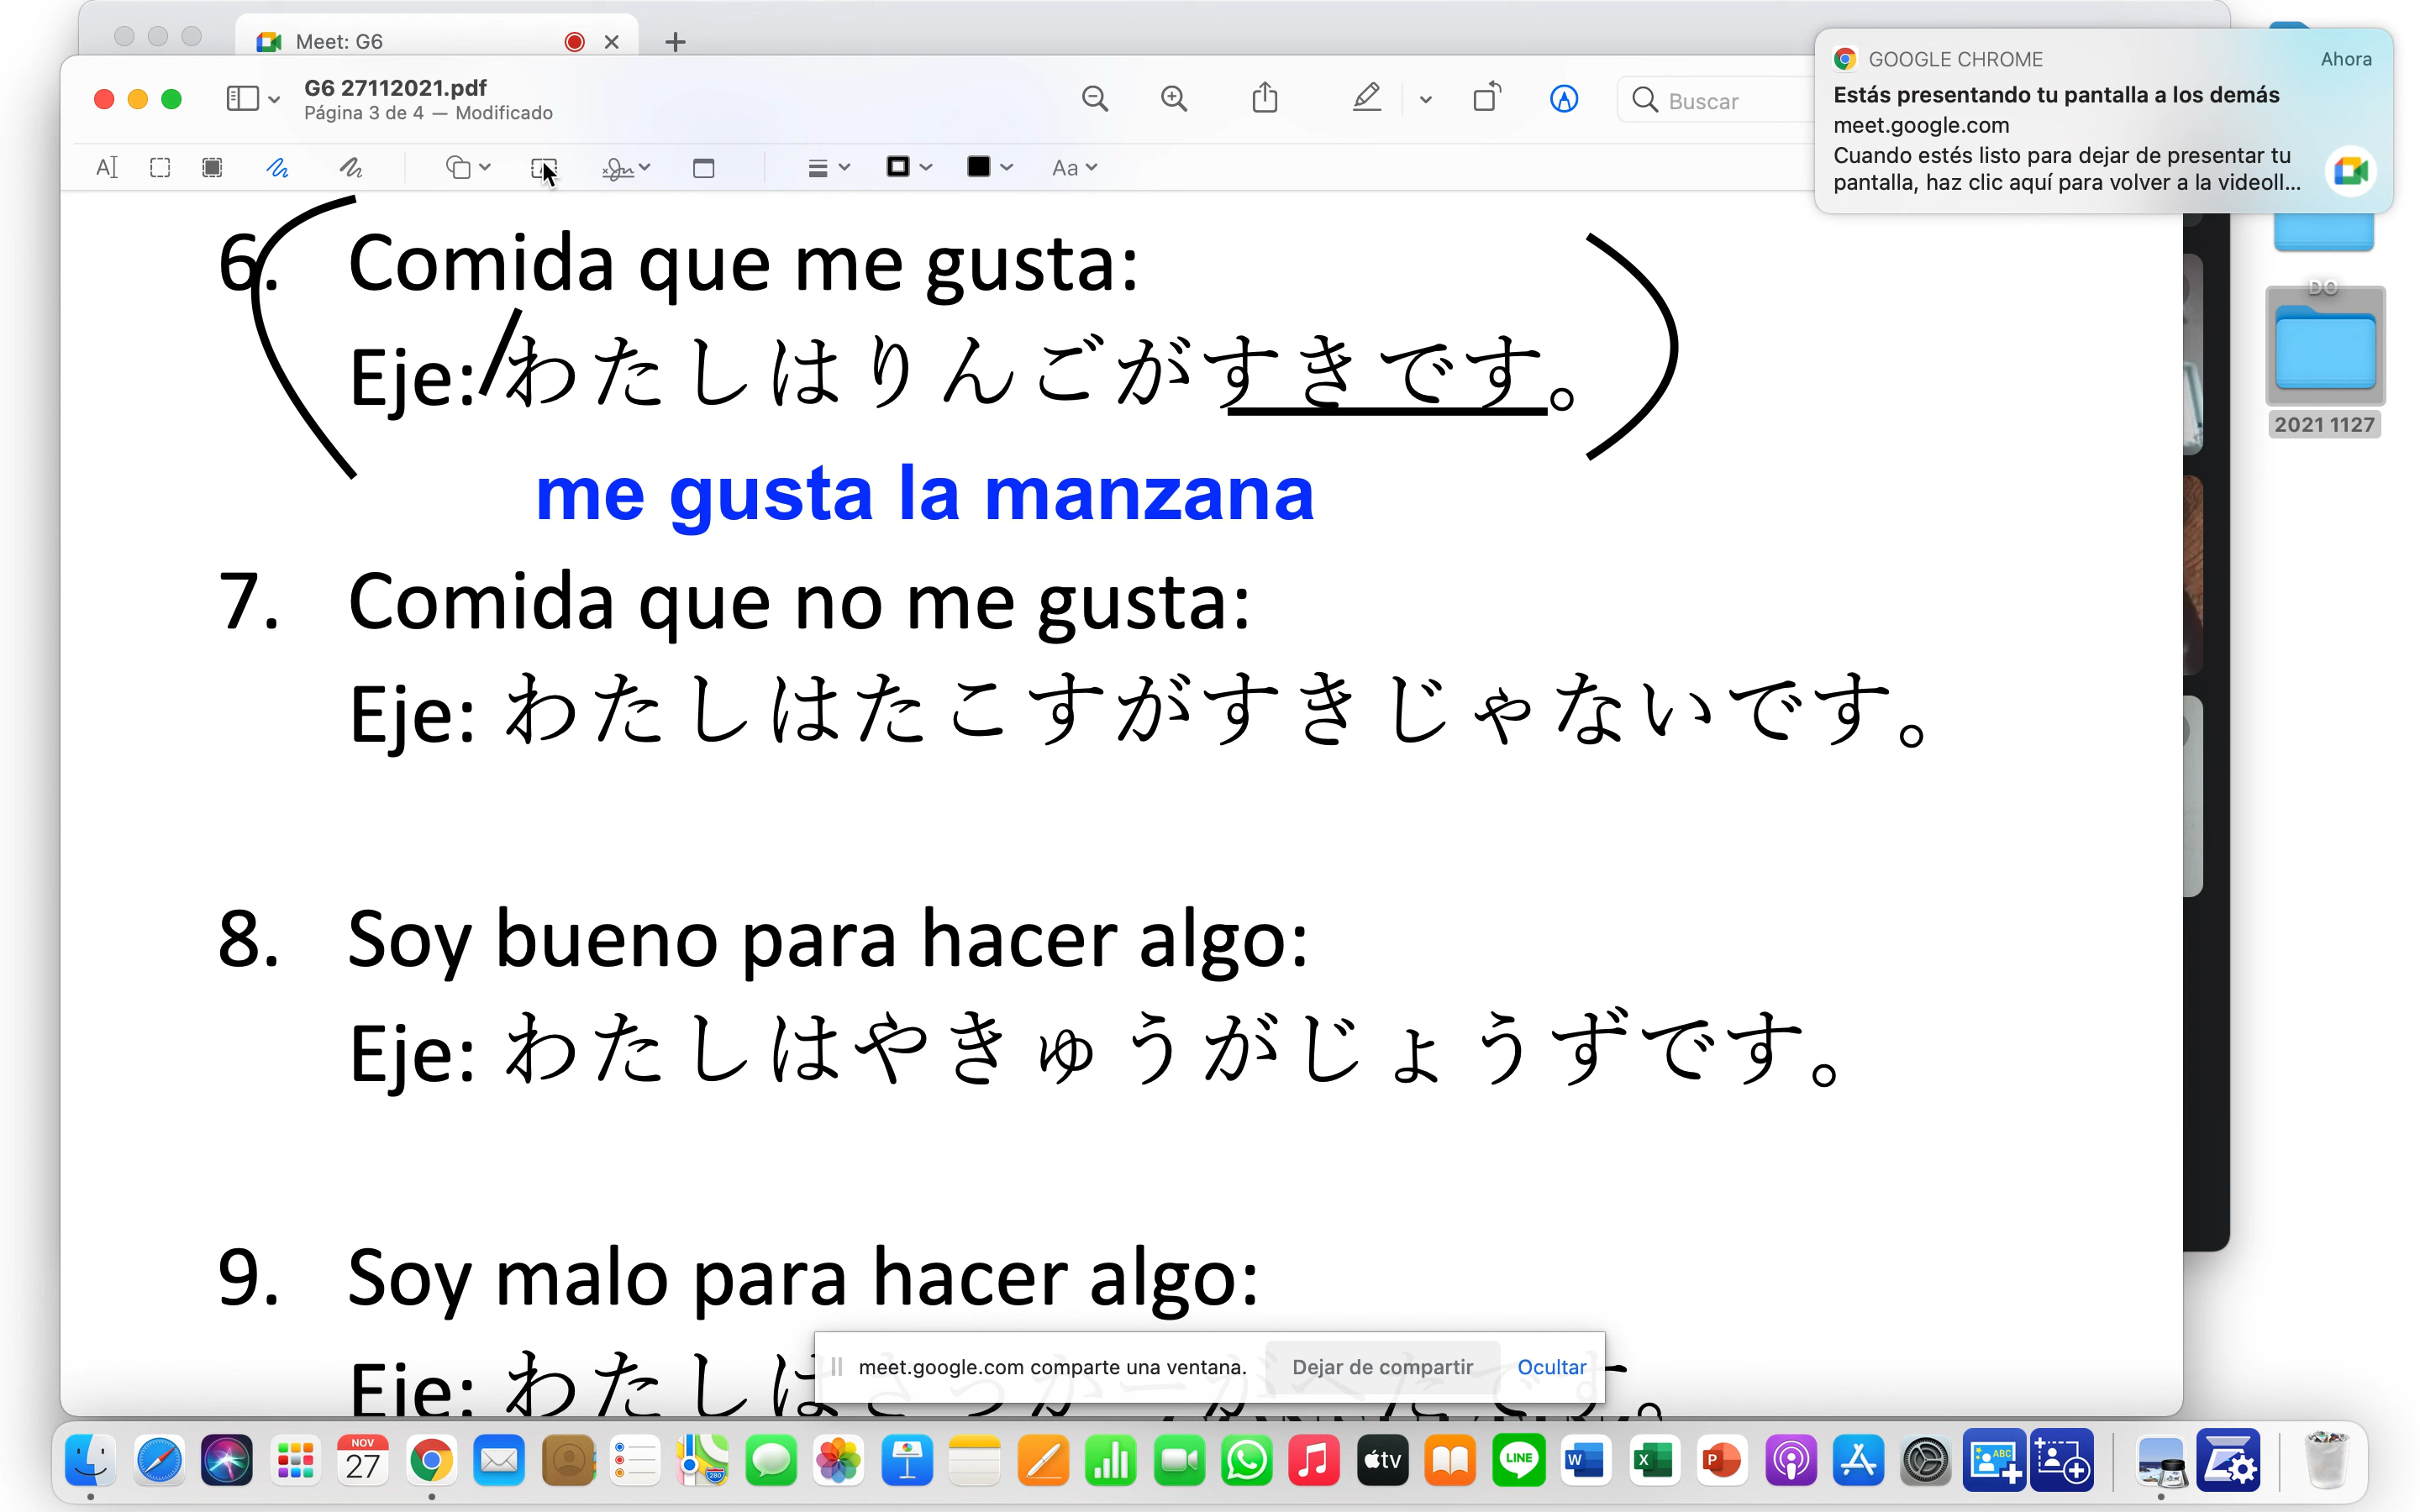 Meet: G6
G6 27112021.pdf
Página 3 de 4 — Modificado
Buscar
GOOGLE CHROME
Ahora
Estás presentando tu pantalla a los demás
meet.google.com
Cuando estés listo para dejar de presentar tu
pantalla, haz clic aquí para volver a la videoll...
Aa
DO
2021 1127
6. Comida que me gusta:
Eje: わたしはりんごがすきです。
me gusta la manzana
7. Comida que no me gusta:
Eje: わたしはたこすがすきじゃないです。
8. Soy bueno para hacer algo:
Eje: わたしはやきゅうがじょうずです。
9. Soy malo para hacer algo:
Eje: わたしは
meet.google.com comparte una ventana.
Dejar de compartir
Ocultar
NOV
27
280
tv
LINE
W
X
P
ABC